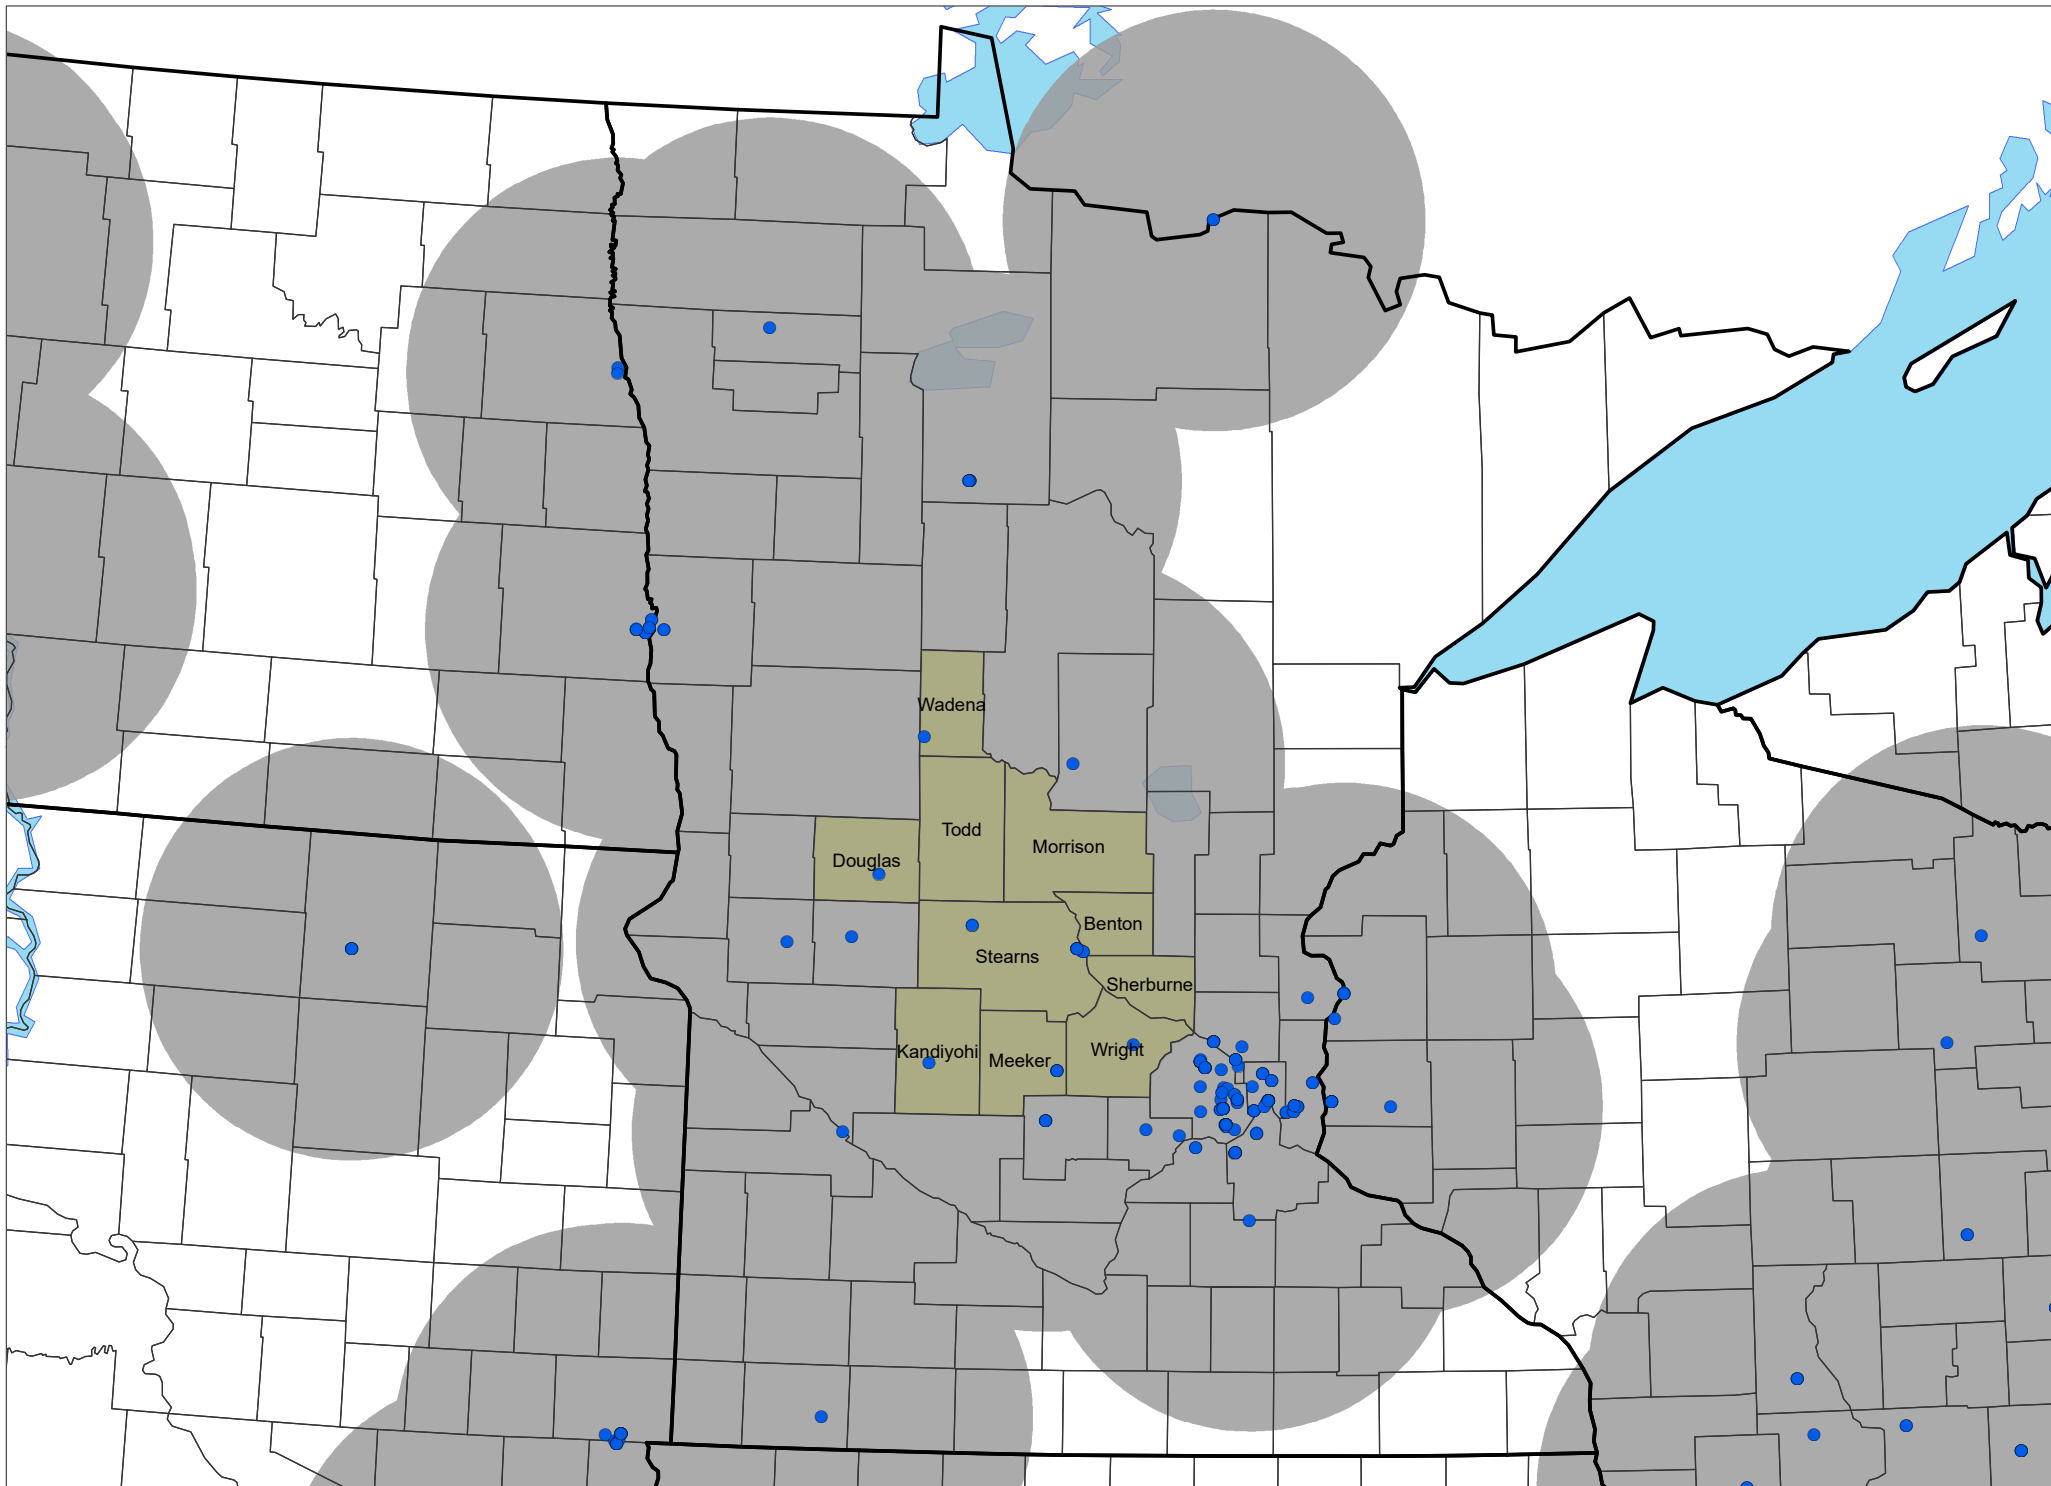 Wadena
Todd
Morrison
Douglas
Benton
Stearns
Sherburne
Kandiyohi
Meeker
Wright